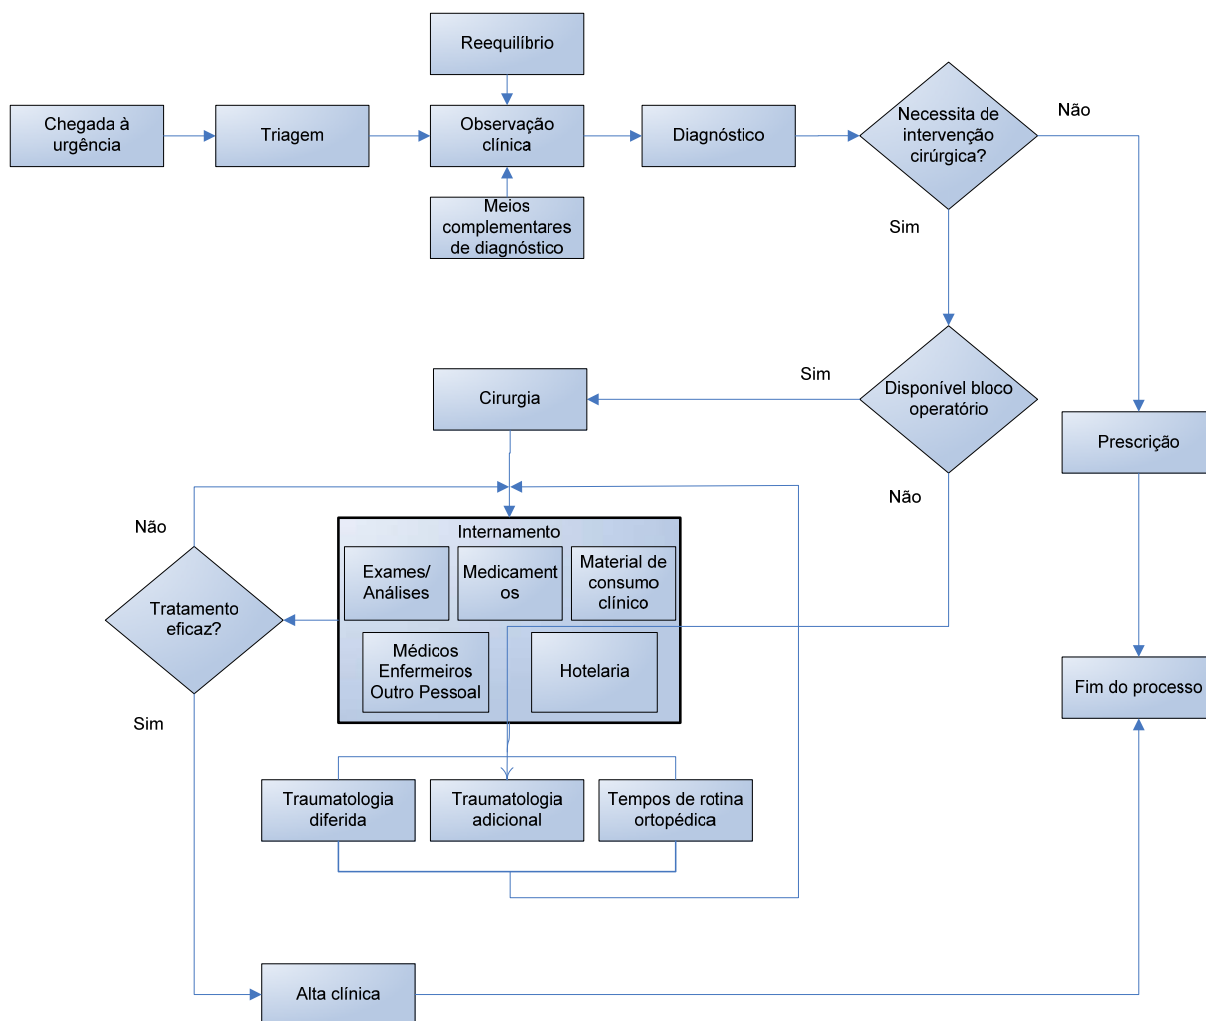 Reequilíbrio
Chegada à
urgência
Triagem
Observação
clínica
Diagnóstico
Necessita de
intervenção
cirúrgica?
Não
Meios
complementares
de diagnóstico
Sim
Cirurgia
Sim
Disponível bloco
operatório
Prescrição
Não
Não
Internamento
Exames/
Análises
Medicament
os
Material de
consumo
clínico
Tratamento
eficaz?
Médicos
Enfermeiros
Outro Pessoal
Hotelaria
Fim do processo
Sim
Traumatologia
diferida
Traumatologia
adicional
Tempos de rotina
ortopédica
Alta clínica